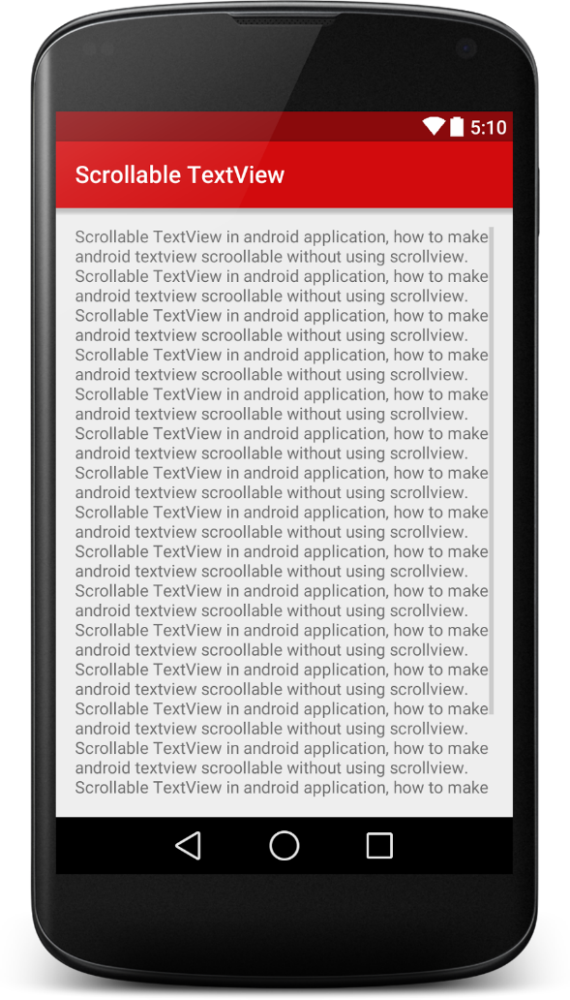 5:10
Scrollable TextView
Scrollable TextView in android application, how to make
android textview scroollable without using scrollview.
Scrollable TextView in android application, how to make
android textview scroollable without using scrollview.
Scrollable TextView in android application, how to make
android textview scroollable without using scrollview.
Scrollable TextView in android application, how to make
android textview scroollable without using scrollview.
Scrollable TextView in android application, how to make
android textview scroollable without using scrollview.
Scrollable TextView in android application, how to make
android textview scroollable without using scrollview.
Scrollable TextView in android application, how to make
android textview scroollable without using scrollview.
Scrollable TextView in android application, how to make
android textview scroollable without using scrollview.
Scrollable TextView in android application, how to make
android textview scroollable without using scrollview.
Scrollable TextView in android application, how to make
android textview scroollable without using scrollview.
Scrollable TextView in android application, how to make
android textview scroollable without using scrollview.
Scrollable TextView in android application, how to make
android textview scroollable without using scrollview.
Scrollable TextView in android application, how to make
android textview scroollable without using scrollview.
Scrollable TextView in android application, how to make
android textview scroollable without using scrollview.
Scrollable TextView in android application, how to make